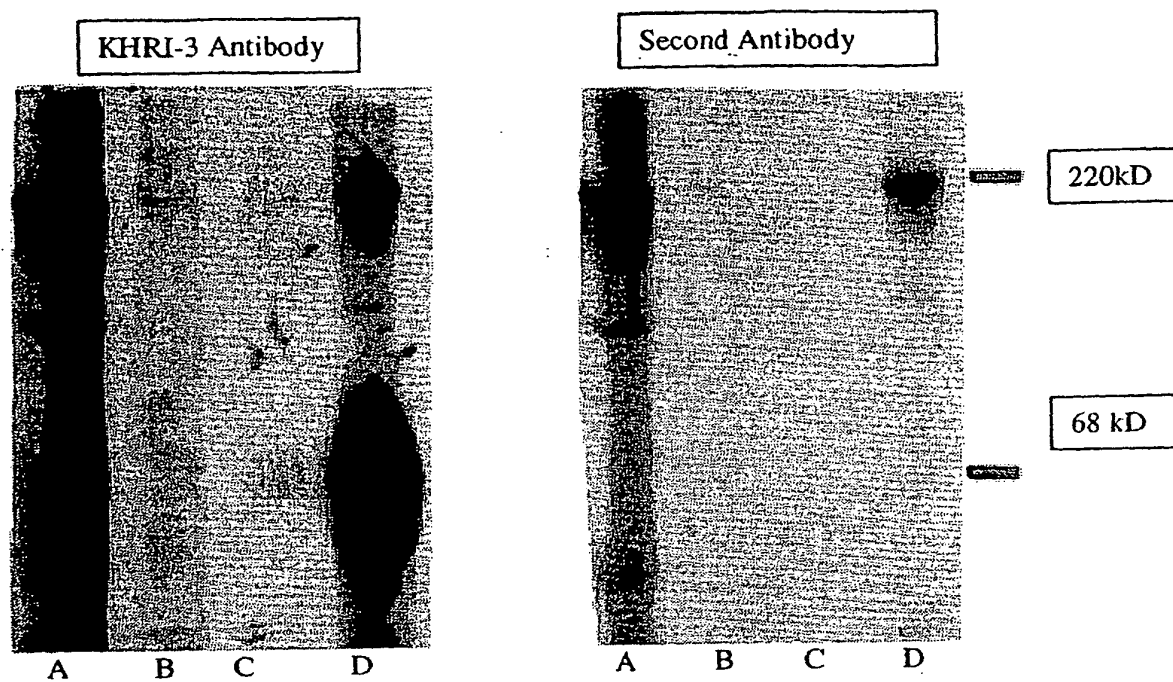 KHRI-3 Antibody
Second Antibody
220kD
68 kD
A B C D
A B C D